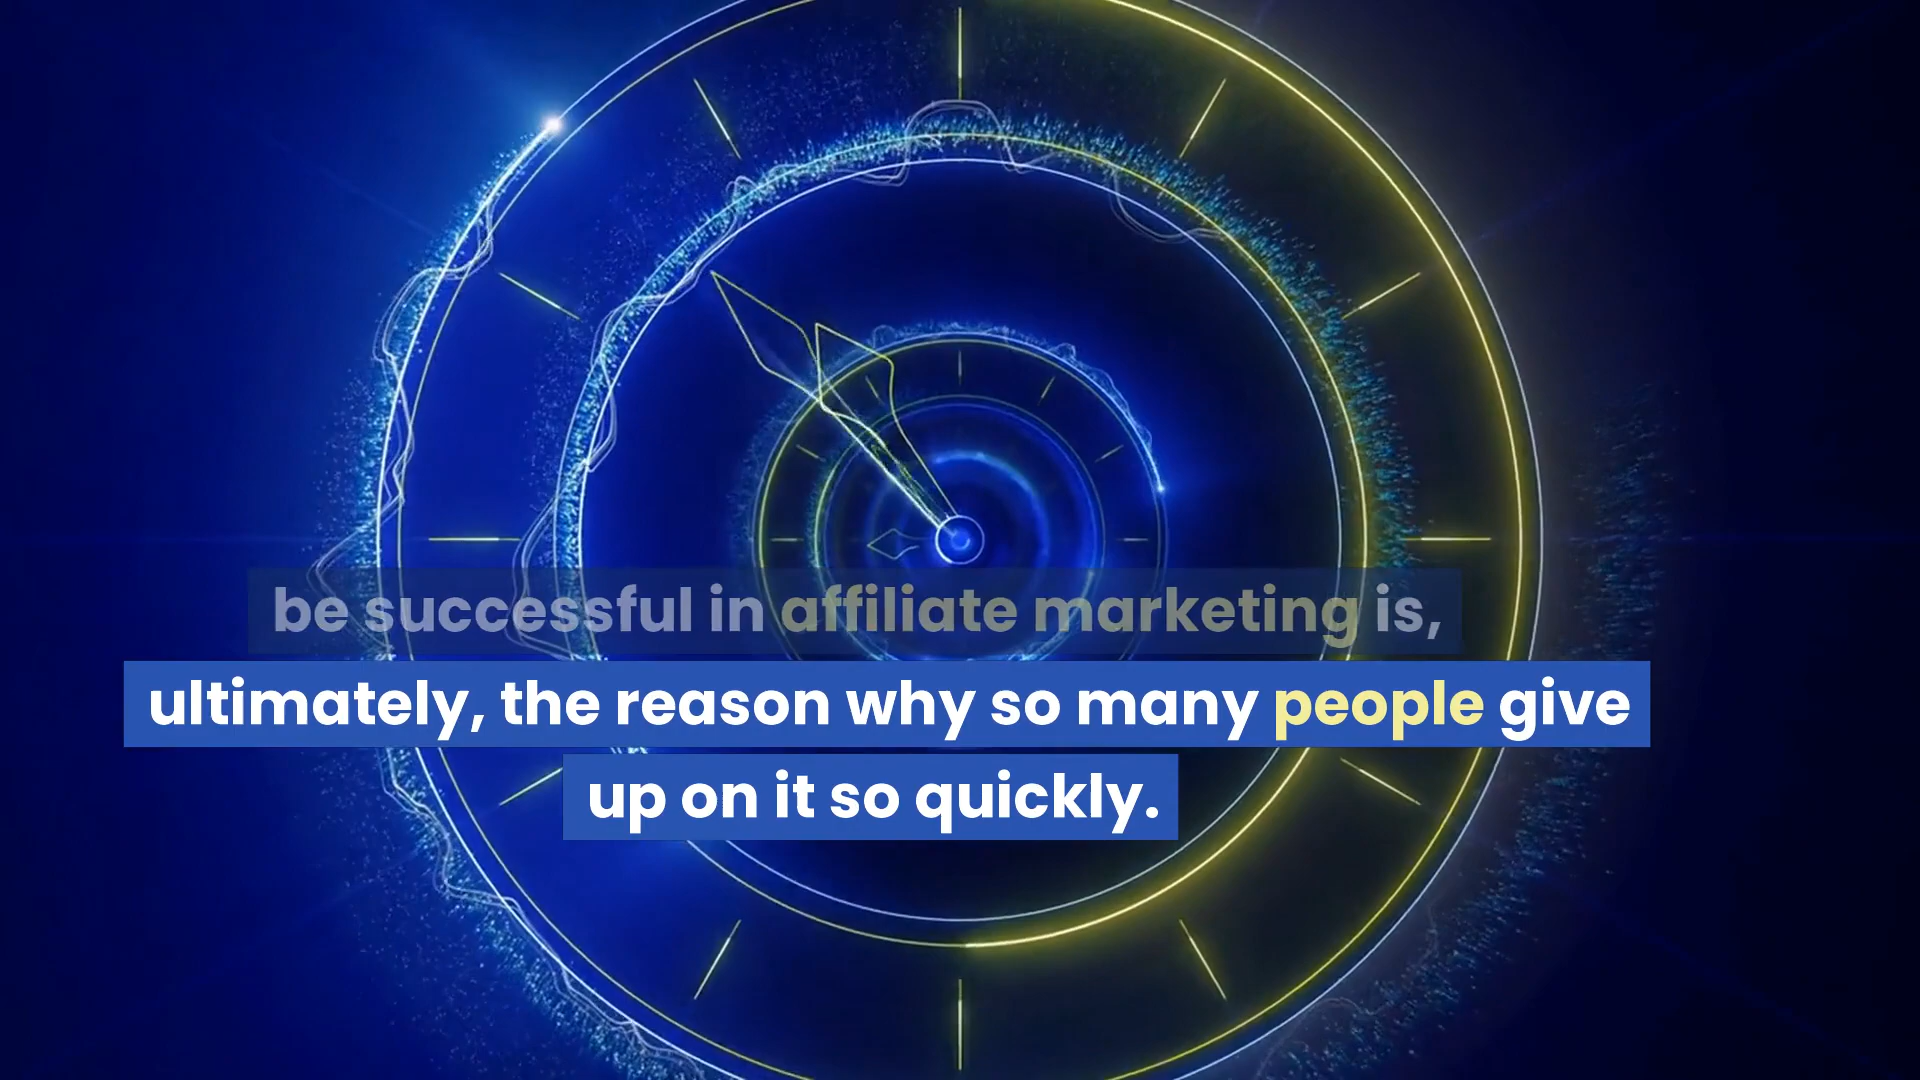 be successful in affiliate marketing is,
ultimately, the reason why so many people give
up on it so quickly.